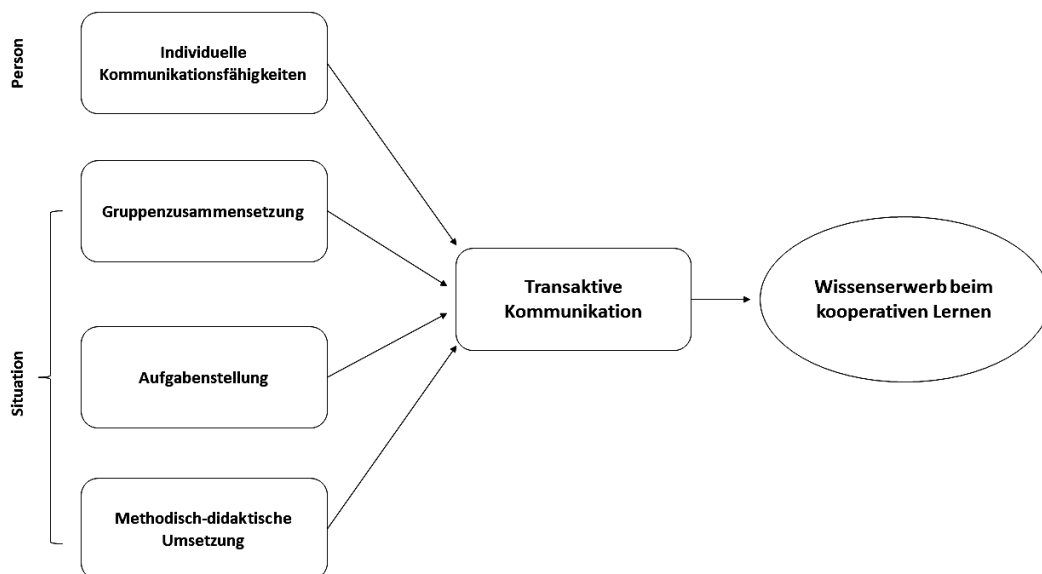 Person
Individuelle
Kommunikationsfähigkeiten
Situation
Gruppenzusammensetzung
Aufgabenstellung
Methodisch-didaktische
Umsetzung
Transaktive
Kommunikation
Wissenserwerb beim
kooperativen Lernen